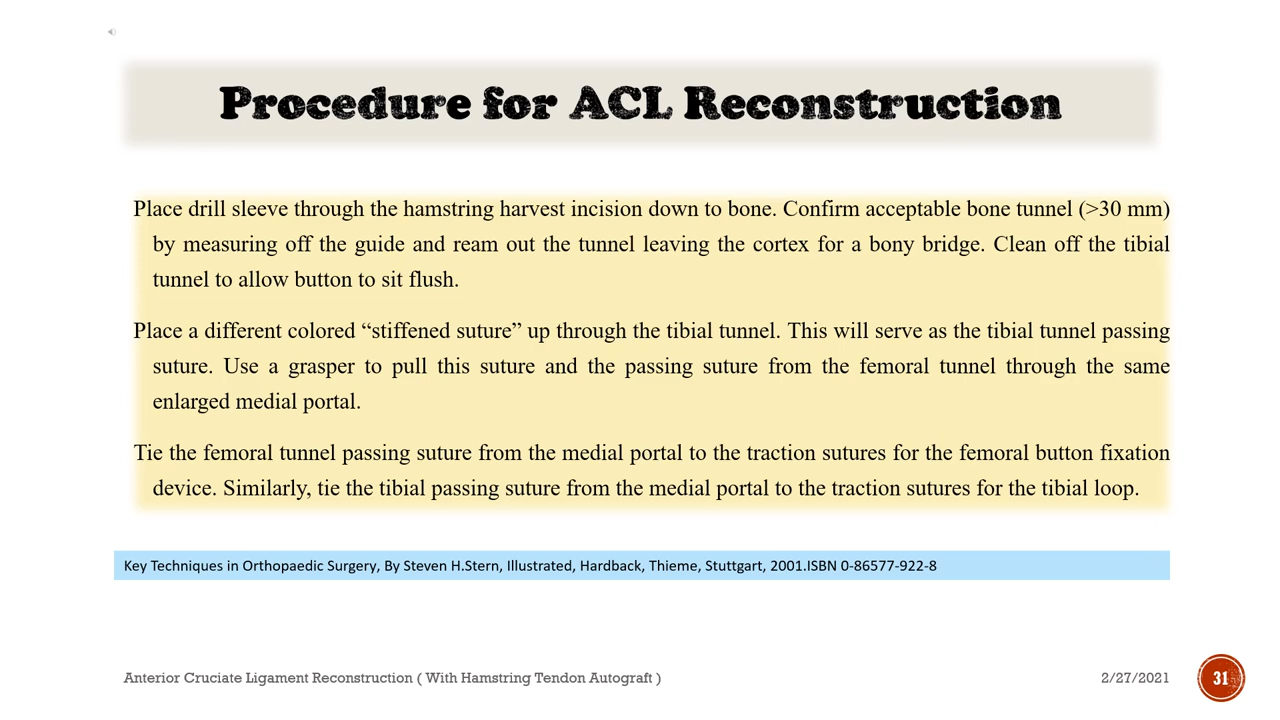 Procedure for ACL Reconstruction
Place drill sleeve through the hamstring harvest incision down to bone. Confirm acceptable bone tunnel (>30 mm)
by measuring off the guide and ream out the tunnel leaving the cortex for a bony bridge. Clean off the tibial
tunnel to allow button to sit flush.
Place a different colored “stiffened suture” up through the tibial tunnel. This will serve as the tibial tunnel passing
suture. Use a grasper to pull this suture and the passing suture from the femoral tunnel through the same
enlarged medial portal.
Tie the femoral tunnel passing suture from the medial portal to the traction sutures for the femoral button fixation
device. Similarly, tie the tibial passing suture from the medial portal to the traction sutures for the tibial loop.
Key Techniques in Orthopaedic Surgery, By Steven H.Stern, Illustrated, Hardback, Thieme, Stuttgart, 2001.ISBN 0-86577-922-8
Anterior Cruciate Ligament Reconstruction ( With Hamstring Tendon Autograft )
2/27/2021
31